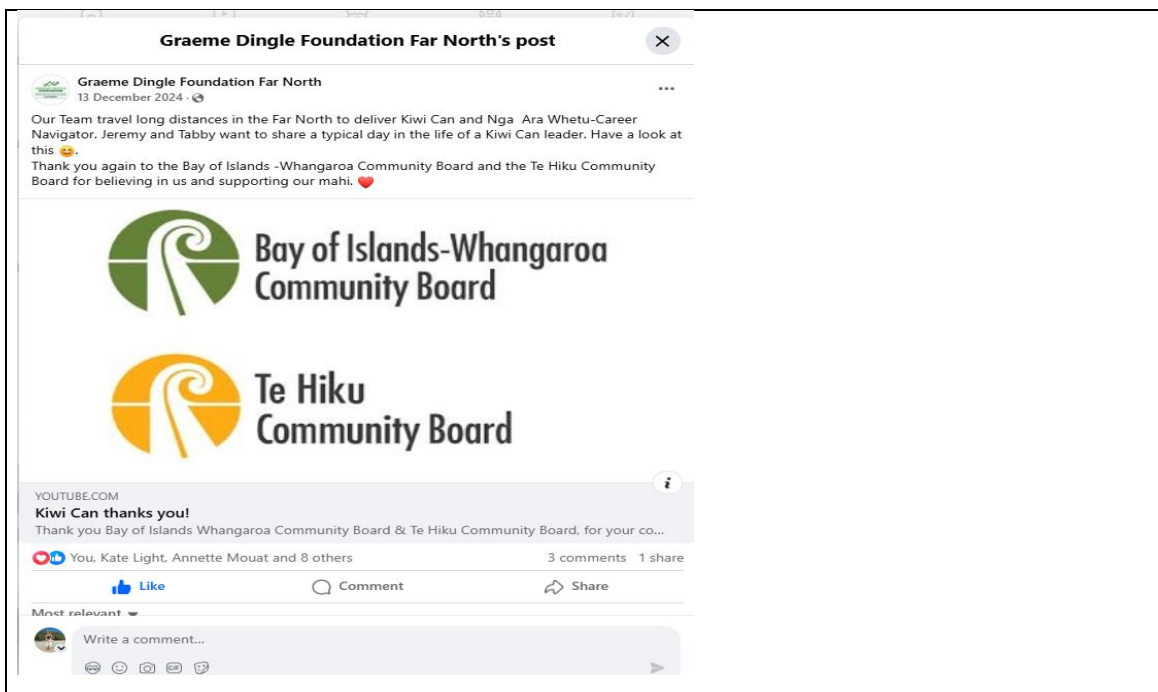 Graeme Dingle Foundation Far North's post
Graeme Dingle Foundation Far North
13 December 2024 ·
Our Team travel long distances in the Far North to deliver Kiwi Can and Nga Ara Whetu-Career
Navigator. Jeremy and Tabby want to share a typical day in the life of a Kiwi Can leader. Have a look at
this 😊.
Thank you again to the Bay of Islands -Whangaroa Community Board and the Te Hiku Community
Board for believing in us and supporting our mahi. ❤️
Bay of Islands-Whangaroa
Community Board
Te Hiku
Community Board
YOUTUBE.COM
Kiwi Can thanks you!
Thank you Bay of Islands Whangaroa Community Board & Te Hiku Community Board, for your co...
You, Kate Light, Annette Mouat and 8 others 3 comments 1 share
Like Comment Share
Most relevant
Write a comment...